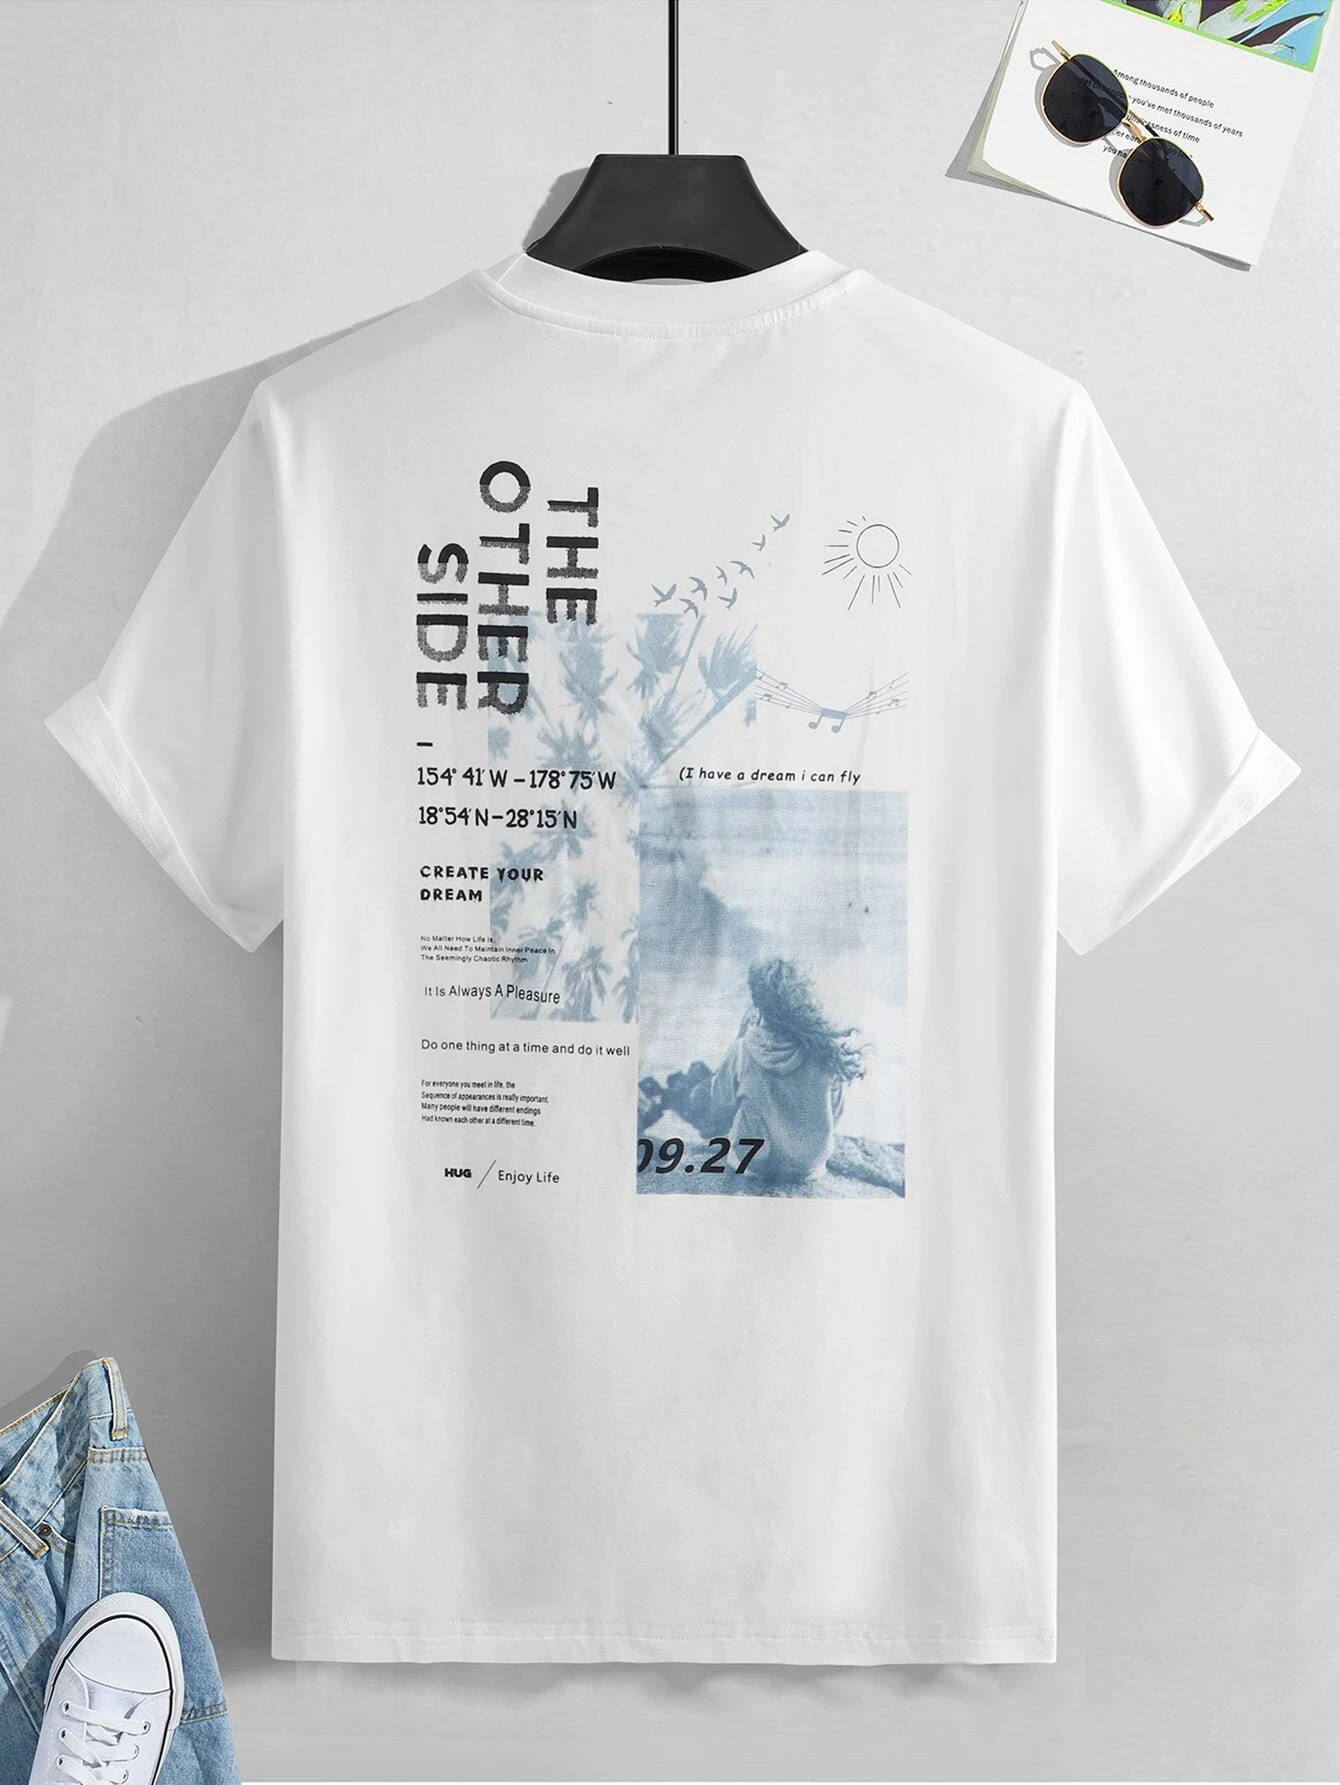 Among thousands of people
you've met thousands of years
of time
THE
OTHER
SIDE
154° 41' W – 178° 75' W
18°54' N – 28°15' N
(I have a dream i can fly
CREATE YOUR
DREAM
No Matter How Life Is,
We All Need To Maintain Inner Peace In
The Seemingly Chaotic Rhythm
It Is Always A Pleasure
Do one thing at a time and do it well
For everyone you meet in life, the
Sequence of appearances is really important.
Many people will have different endings
Had known each other at a different time.
09.27
HUG / Enjoy Life